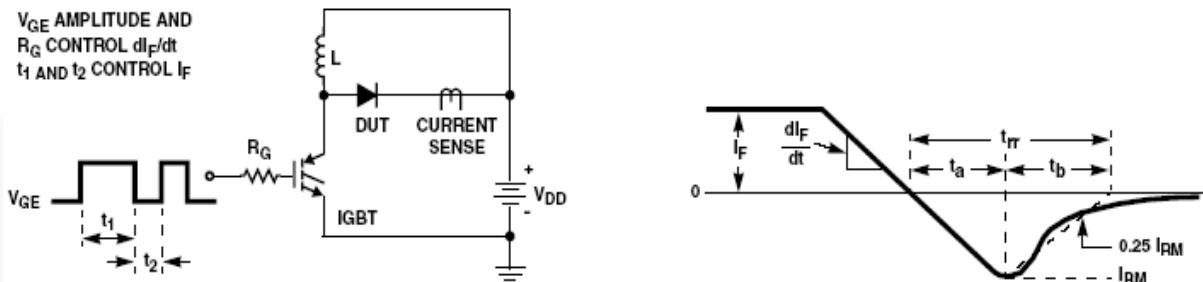 V_GE AMPLITUDE AND
R_G CONTROL dI_F/dt
t_1 AND t_2 CONTROL I_F
L
DUT
CURRENT
SENSE
R_G
V_GE
IGBT
+
V_DD
-
t_1
t_2
I_F
dI_F
dt
t_rr
t_a
t_b
0
0.25 I_RM
I_RM